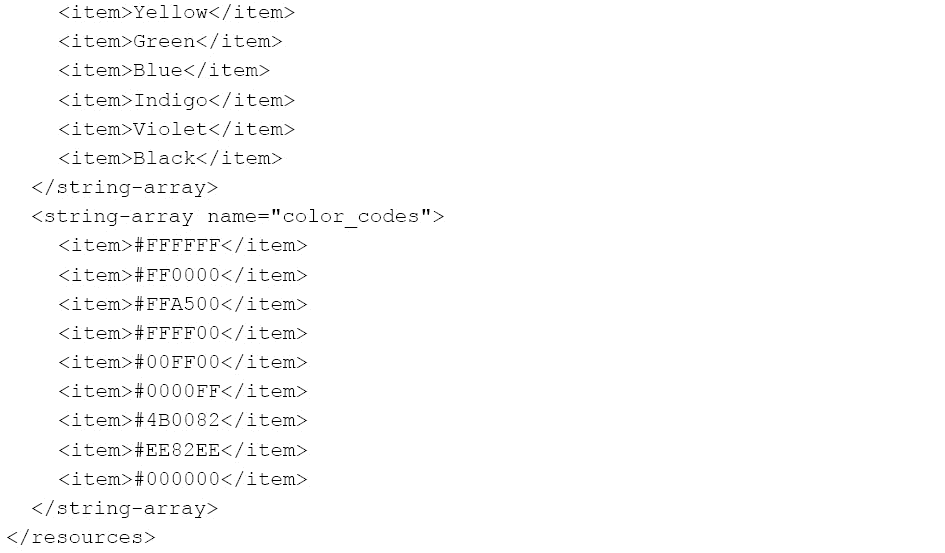 <item>Yellow</item>
<item>Green</item>
<item>Blue</item>
<item>Indigo</item>
<item>Violet</item>
<item>Black</item>
</string-array>
<string-array name="color_codes">
<item>#FFFFFF</item>
<item>#FF0000</item>
<item>#FFA500</item>
<item>#FFFF00</item>
<item>#00FF00</item>
<item>#0000FF</item>
<item>#4B0082</item>
<item>#EE82EE</item>
<item>#000000</item>
</string-array>
</resources>